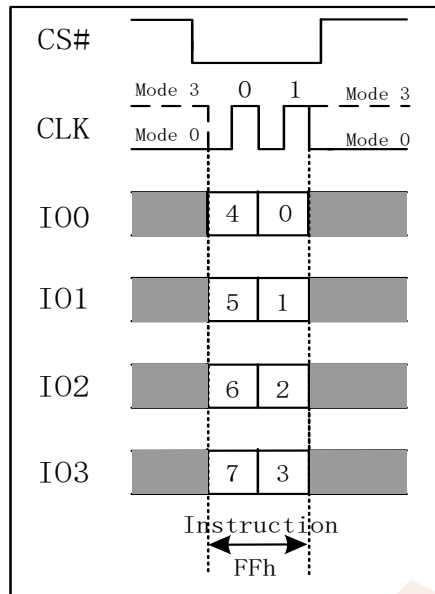 CS#
Mode 3 0 1 Mode 3
CLK
Mode 0 Mode 0
IO0 4 0
IO1 5 1
IO2 6 2
IO3 7 3
Instruction
FFh